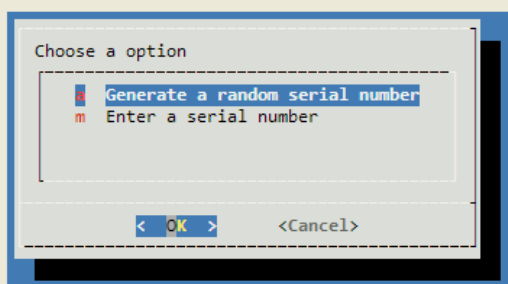 Choose a option
a Generate a random serial number
m Enter a serial number
< OK > <Cancel>